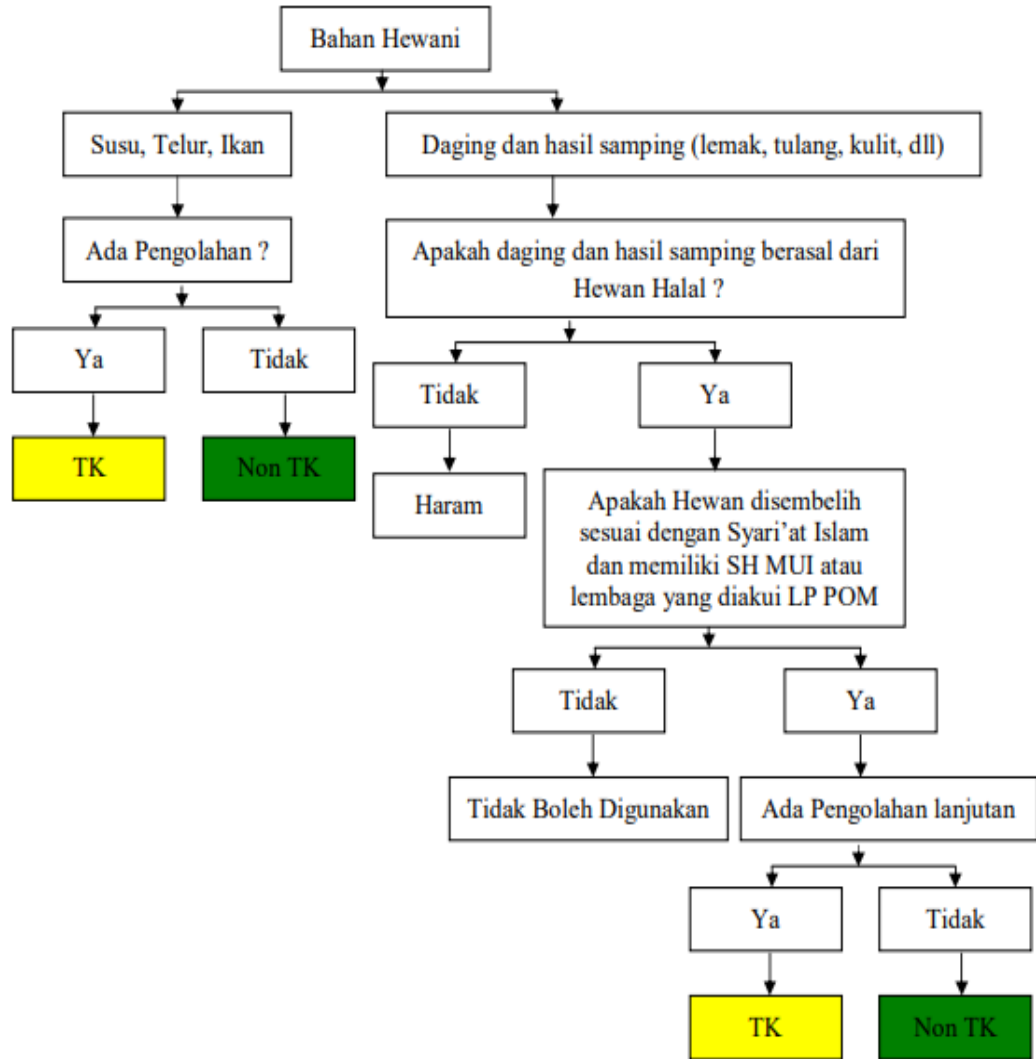 Bahan Hewani
Susu, Telur, Ikan
Daging dan hasil samping (lemak, tulang, kulit, dll)
Ada Pengolahan ?
Apakah daging dan hasil samping berasal dari
Hewan Halal ?
Ya
Tidak
Tidak
Ya
TK
Non TK
Haram
Apakah Hewan disembelih
sesuai dengan Syari'at Islam
dan memiliki SH MUI atau
lembaga yang diakui LP POM
Tidak
Ya
Tidak Boleh Digunakan
Ada Pengolahan lanjutan
Ya
Tidak
TK
Non TK